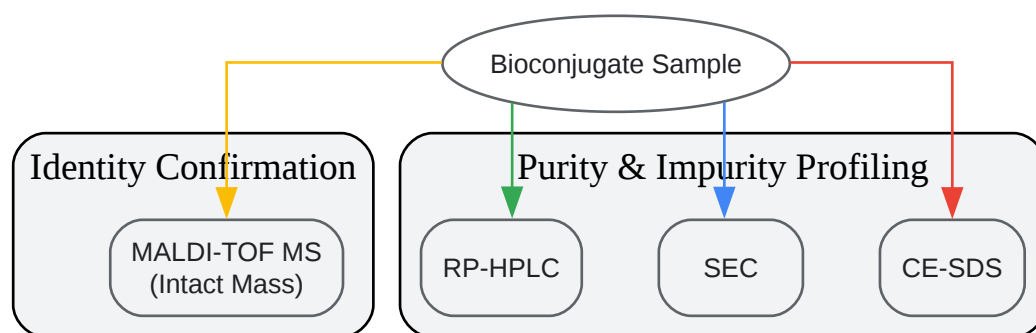 Bioconjugate Sample
Identity Confirmation
Purity & Impurity Profiling
MALDI-TOF MS
(Intact Mass)
RP-HPLC
SEC
CE-SDS